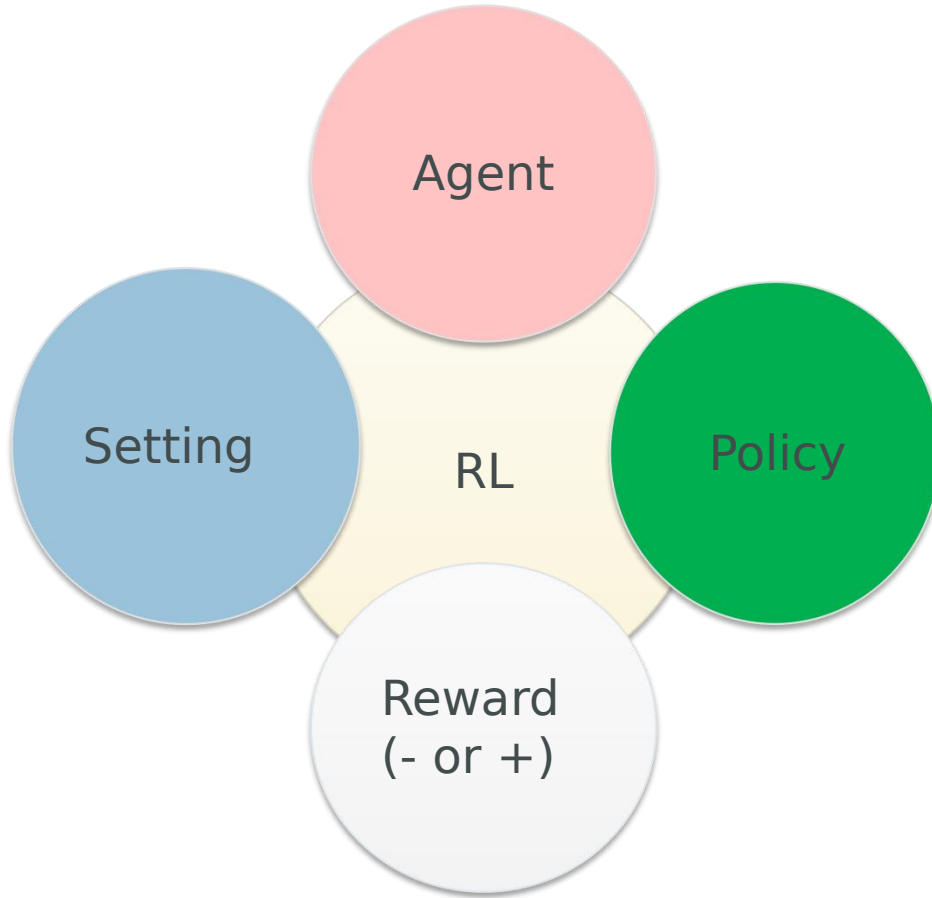 Agent
Setting
RL
Policy
Reward
(- or +)